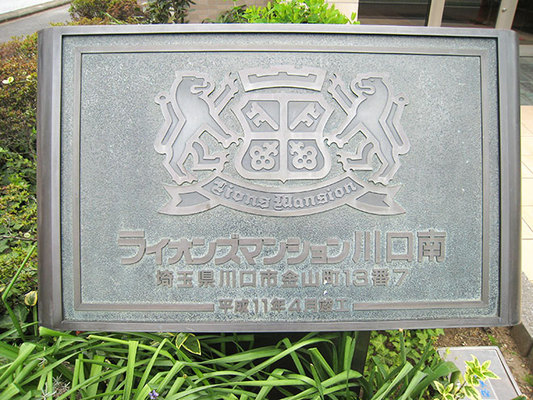 Lions Mansion
ライオンズマンション川口南
埼玉県川口市金山町13番7
平成11年4月竣工